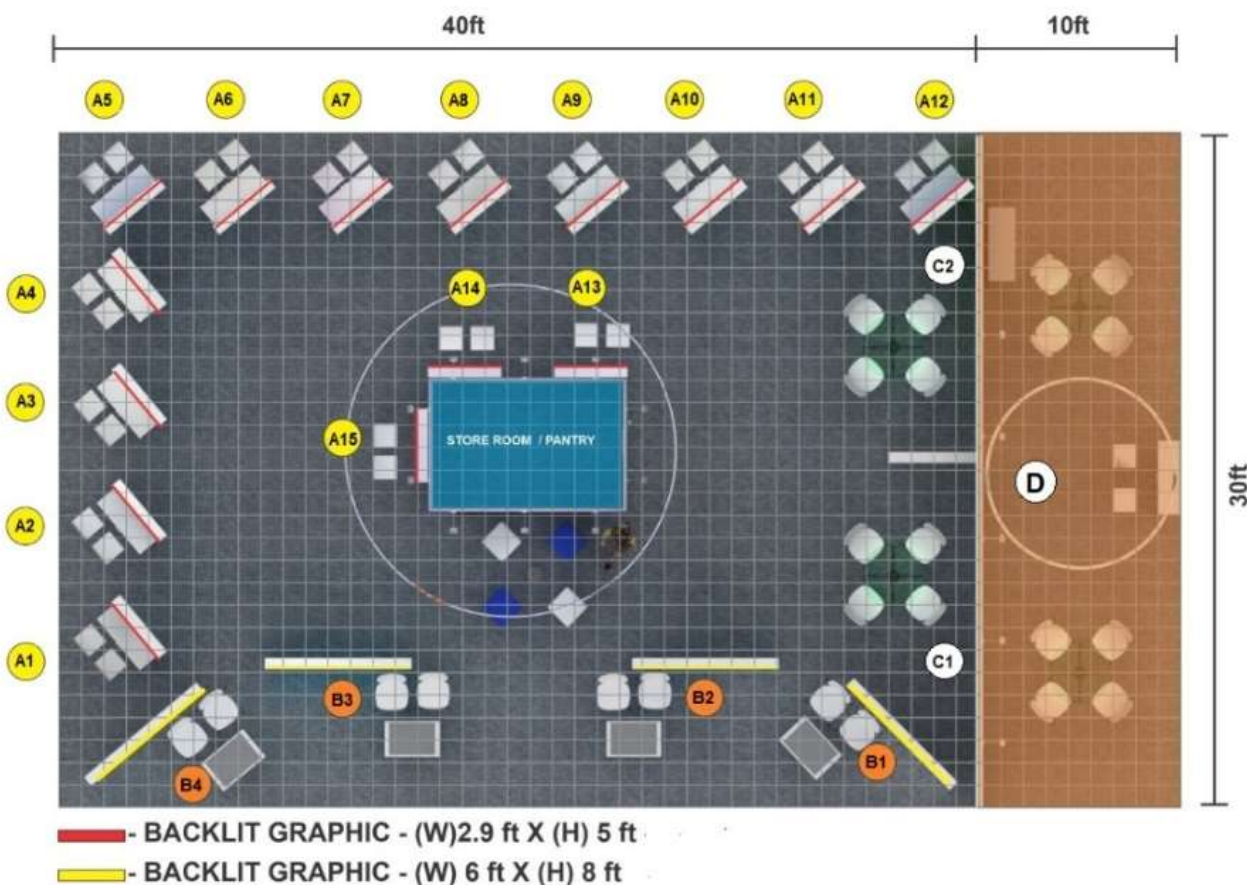 40ft
10ft
A5
A6
A7
A8
A9
A10
A11
A12
A4
C2
A14
A13
A3
A15
STORE ROOM / PANTRY
30ft
D
A2
A1
C1
B3
B2
B4
B1
- BACKLIT GRAPHIC - (W)2.9 ft X (H) 5 ft
- BACKLIT GRAPHIC - (W) 6 ft X (H) 8 ft